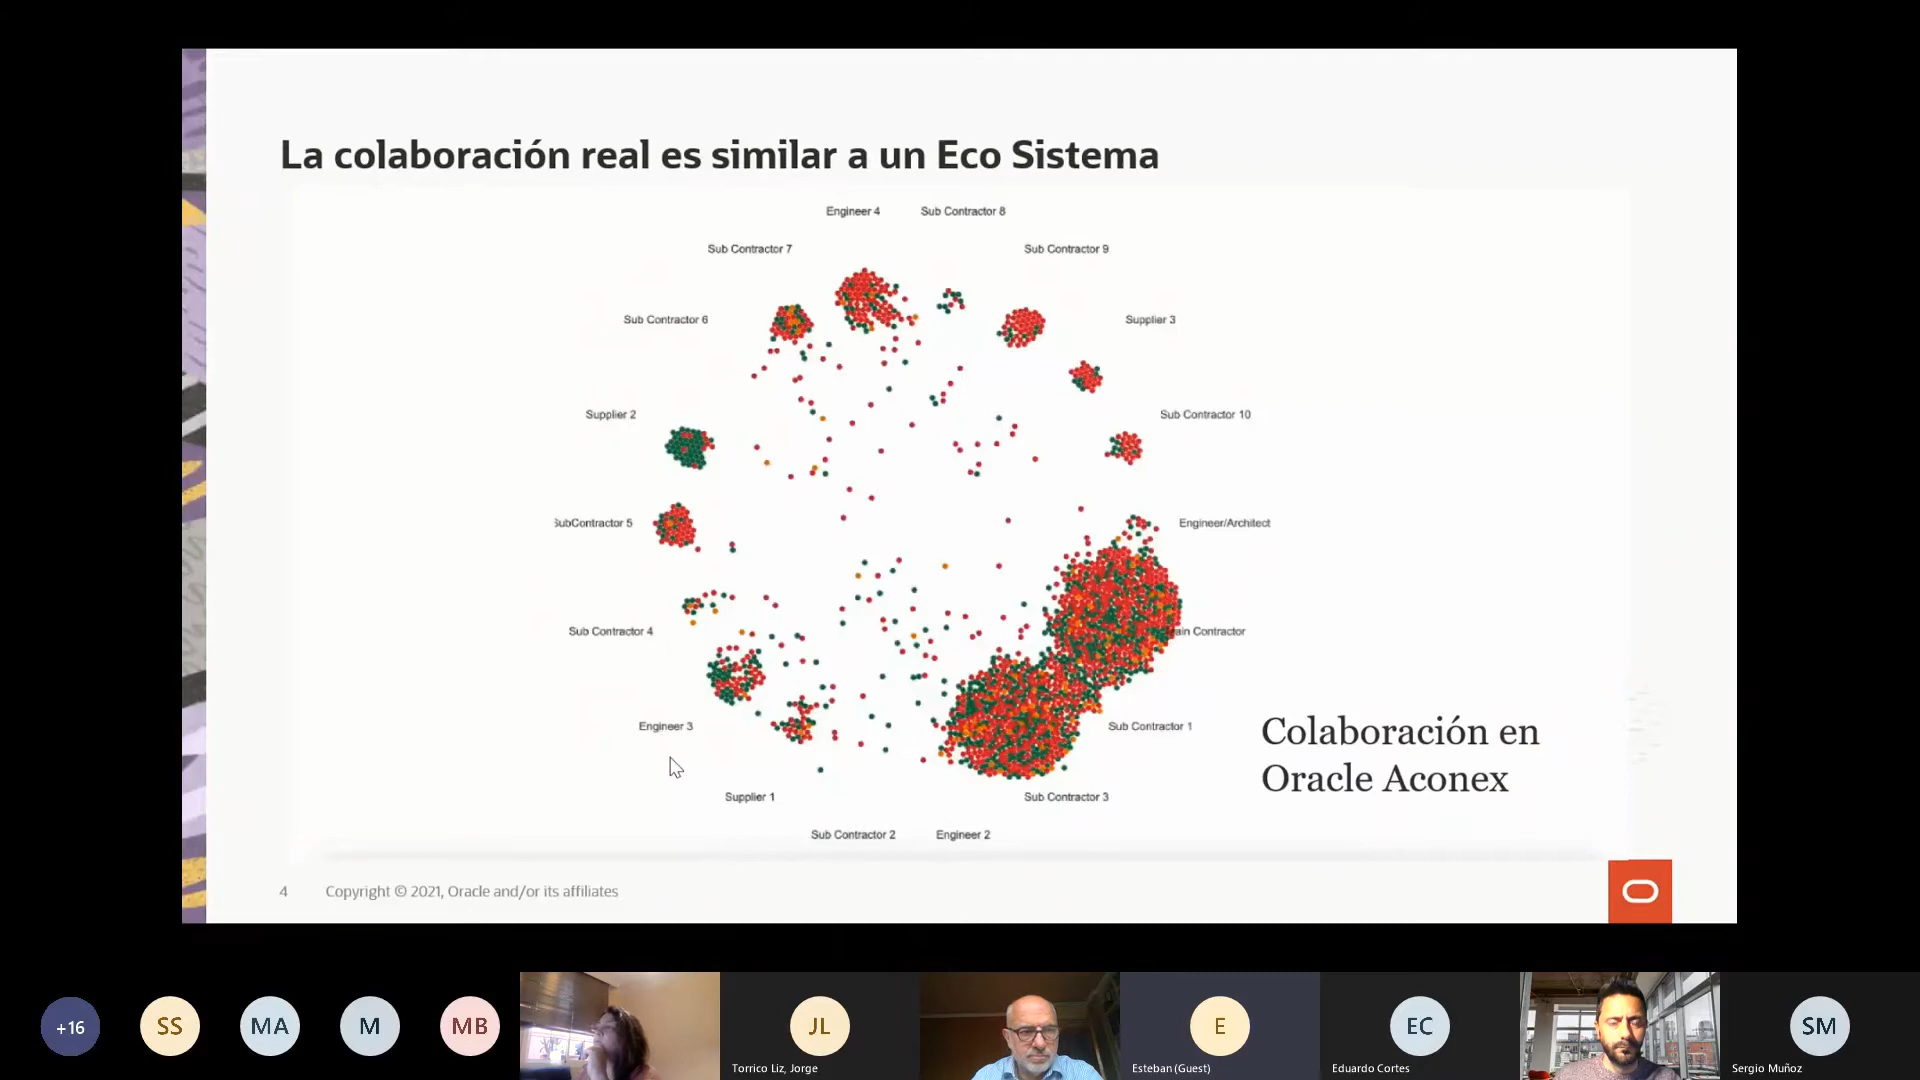 La colaboración real es similar a un Eco Sistema
Engineer 4
Sub Contractor 8
Sub Contractor 7
Sub Contractor 9
Sub Contractor 6
Supplier 3
Supplier 2
Sub Contractor 10
SubContractor 5
Engineer/Architect
Sub Contractor 4
ain Contractor
Engineer 3
Sub Contractor 1
Colaboración en
Oracle Aconex
Supplier 1
Sub Contractor 3
Sub Contractor 2
Engineer 2
4
Copyright © 2021, Oracle and/or its affiliates
+16
SS
MA
M
MB
JL
E
EC
SM
Torrico Liz, Jorge
Esteban (Guest)
Eduardo Cortes
Sergio Muñoz